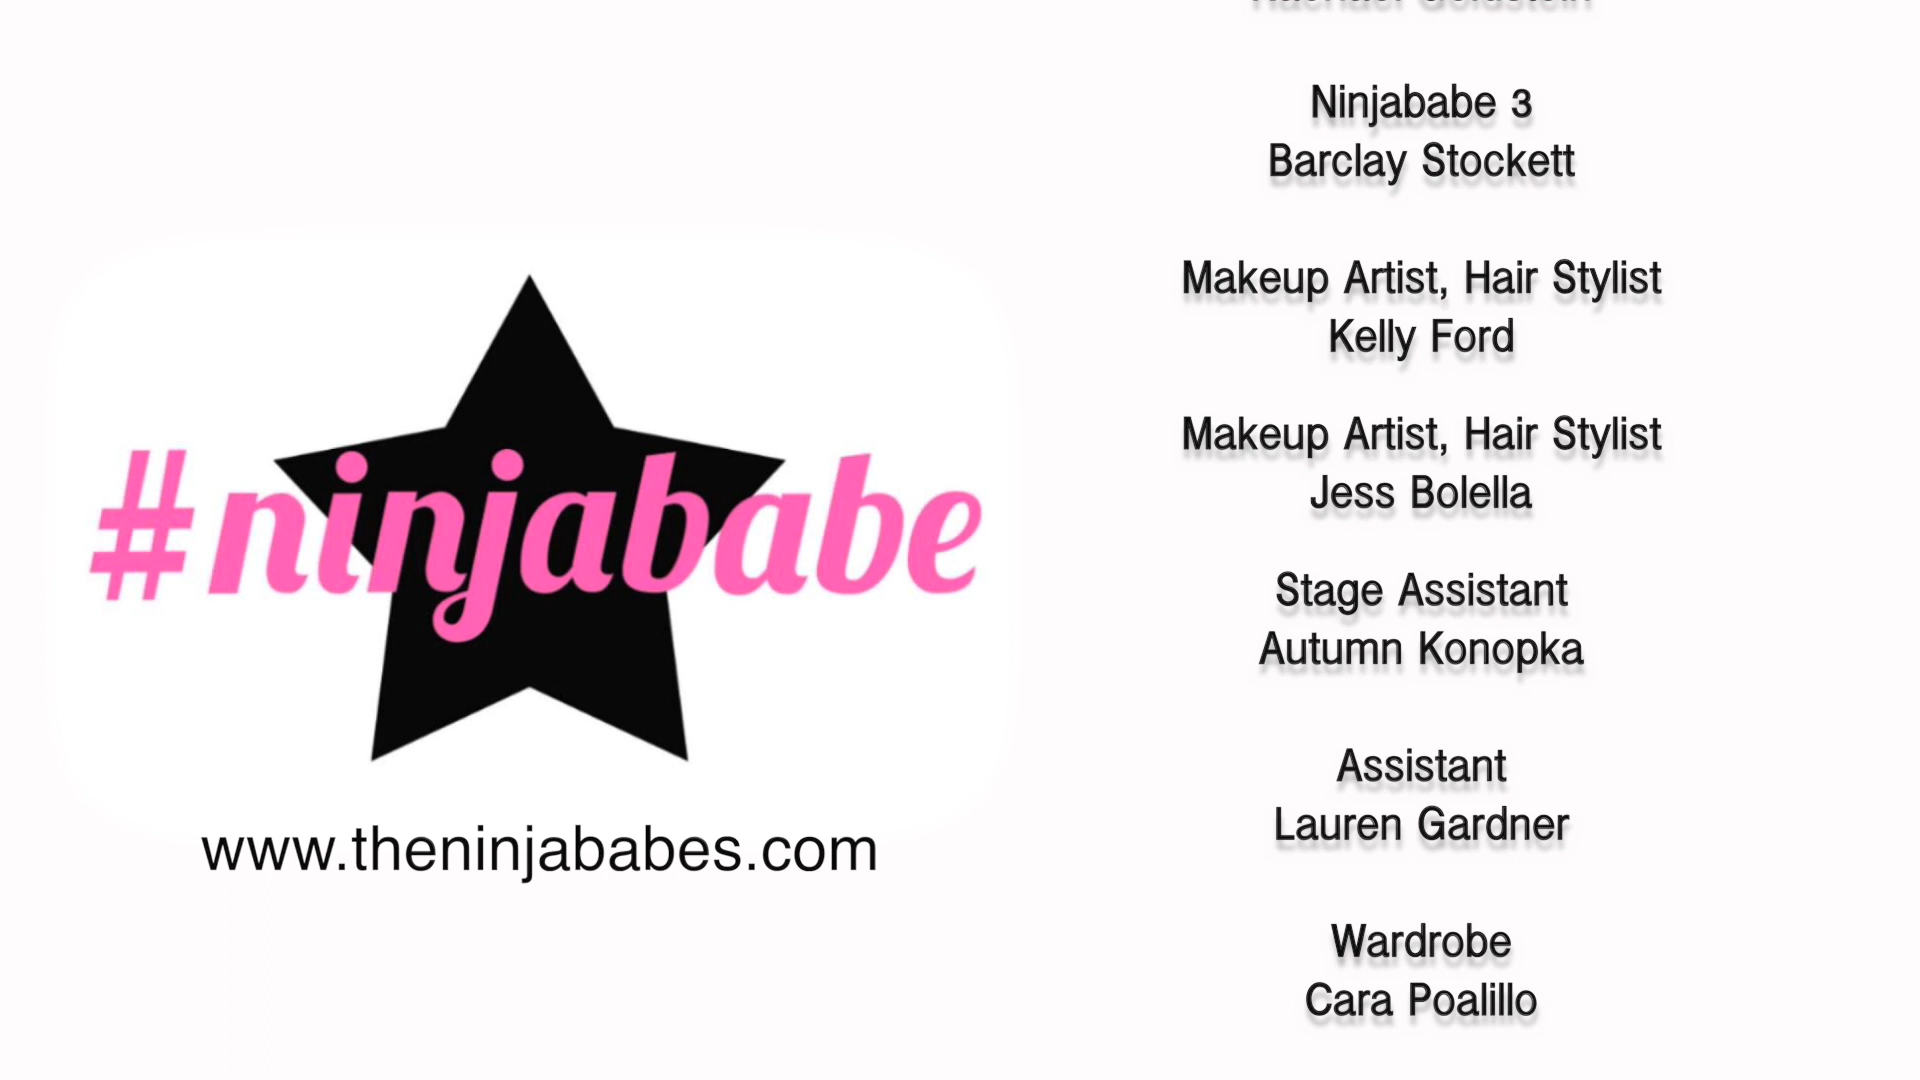 #ninjababe
www.theninjababes.com
Ninjababe 3
Barclay Stockett
Makeup Artist, Hair Stylist
Kelly Ford
Makeup Artist, Hair Stylist
Jess Bolella
Stage Assistant
Autumn Konopka
Assistant
Lauren Gardner
Wardrobe
Cara Poalillo